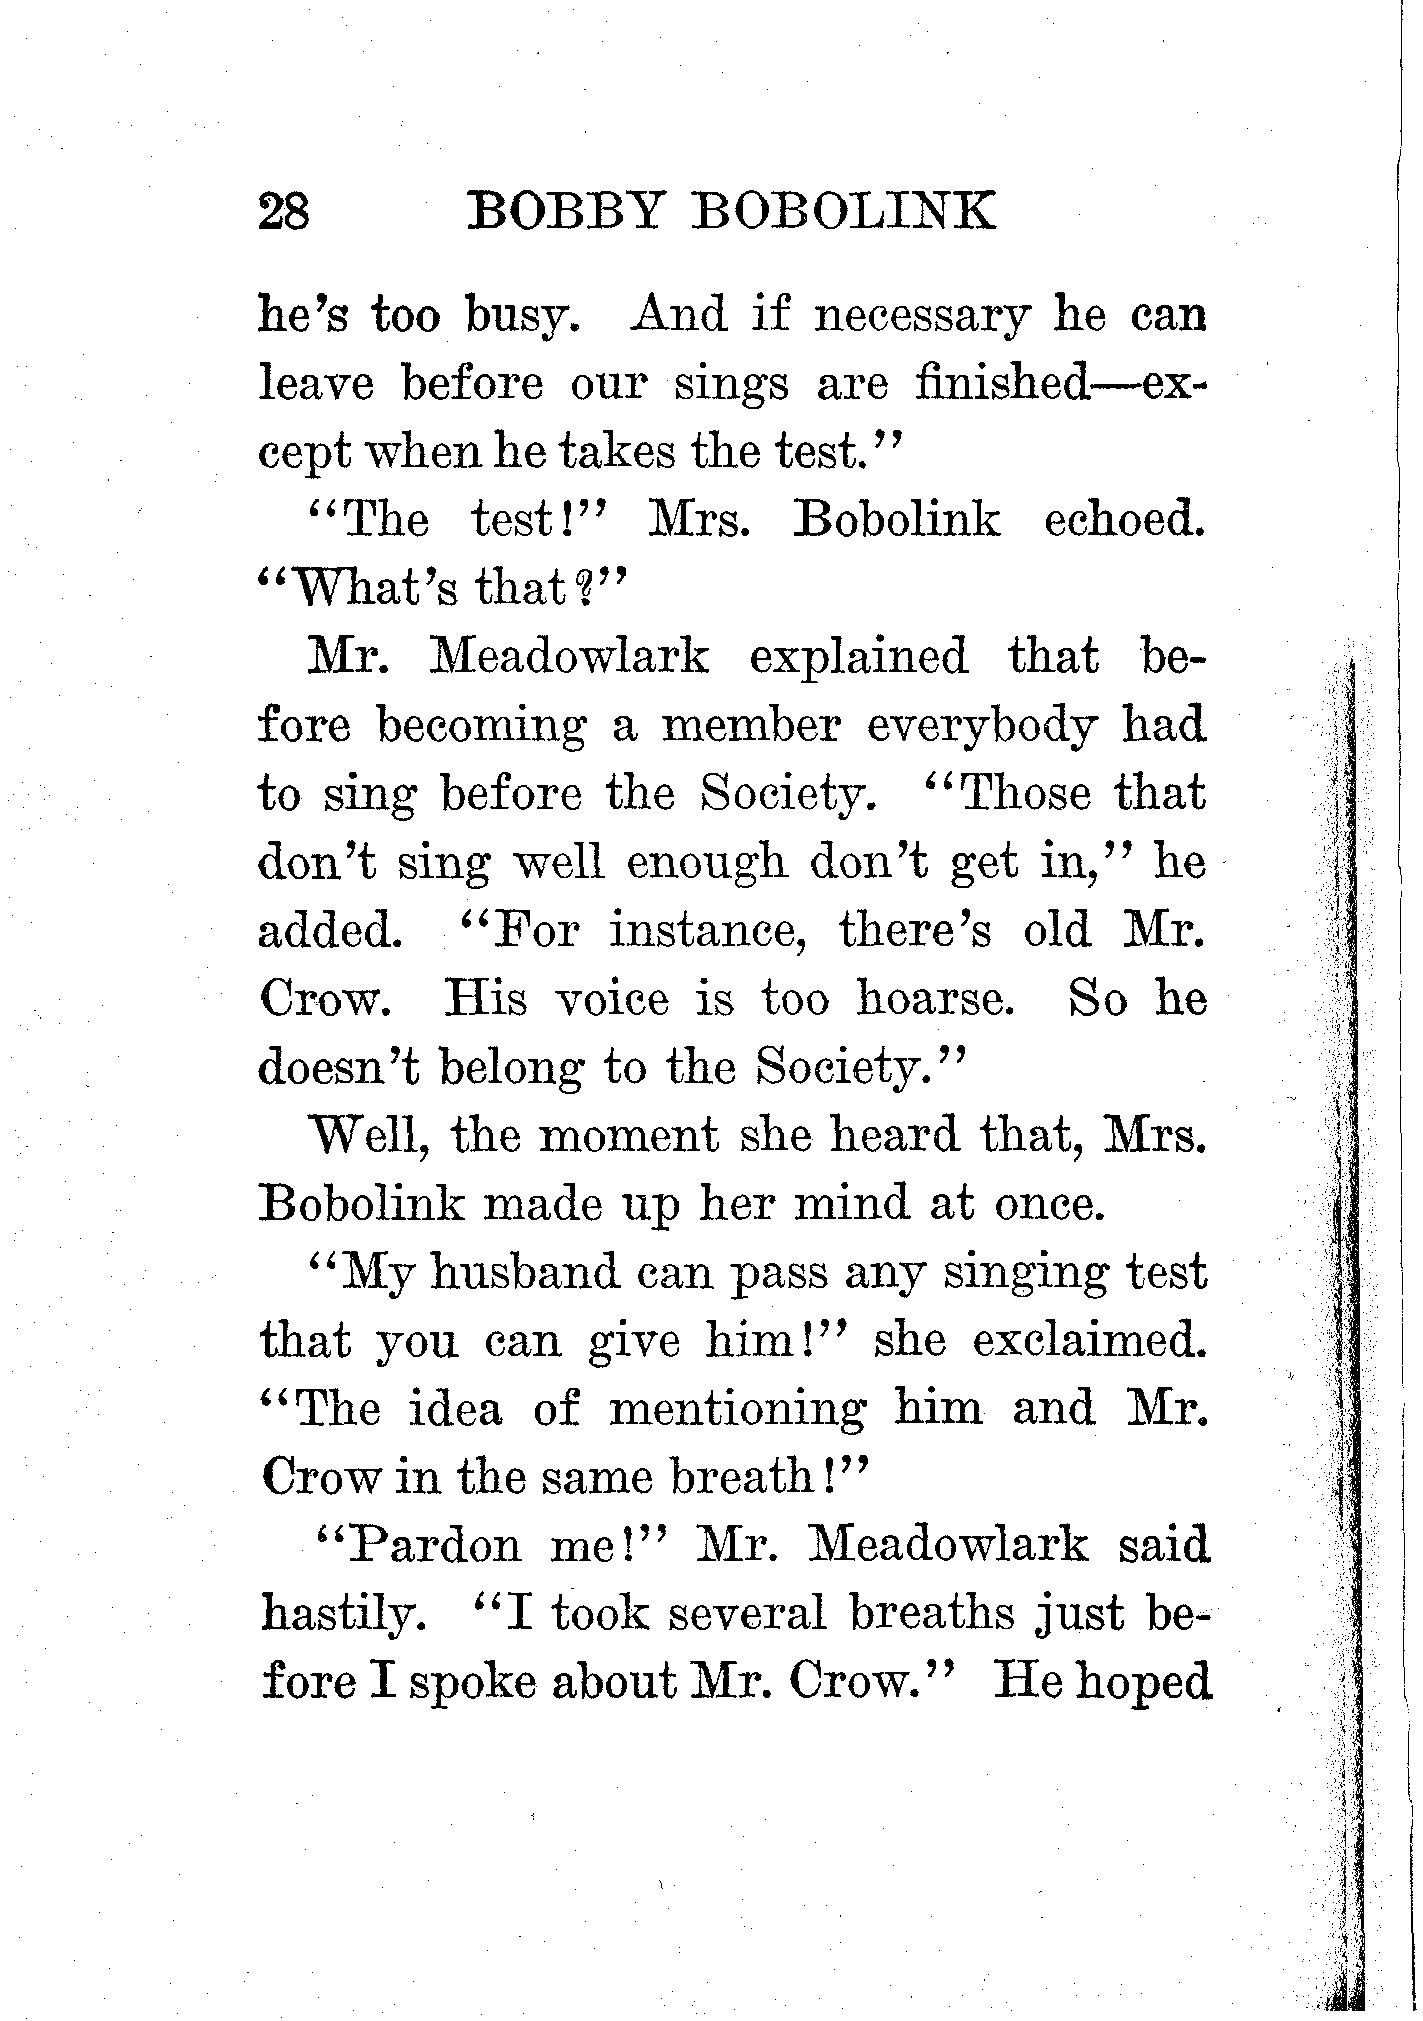 28 BOBBY BOBOLINK
he's too busy. And if necessary he can
leave before our sings are finished—ex-
cept when he takes the test."
"The test!" Mrs. Bobolink echoed.
"What's that?"
Mr. Meadowlark explained that be-
fore becoming a member everybody had
to sing before the Society. "Those that
don't sing well enough don't get in," he
added. "For instance, there's old Mr.
Crow. His voice is too hoarse. So he
doesn't belong to the Society."
Well, the moment she heard that, Mrs.
Bobolink made up her mind at once.
"My husband can pass any singing test
that you can give him!" she exclaimed.
"The idea of mentioning him and Mr.
Crow in the same breath!"
"Pardon me!" Mr. Meadowlark said
hastily. "I took several breaths just be-
fore I spoke about Mr. Crow." He hoped